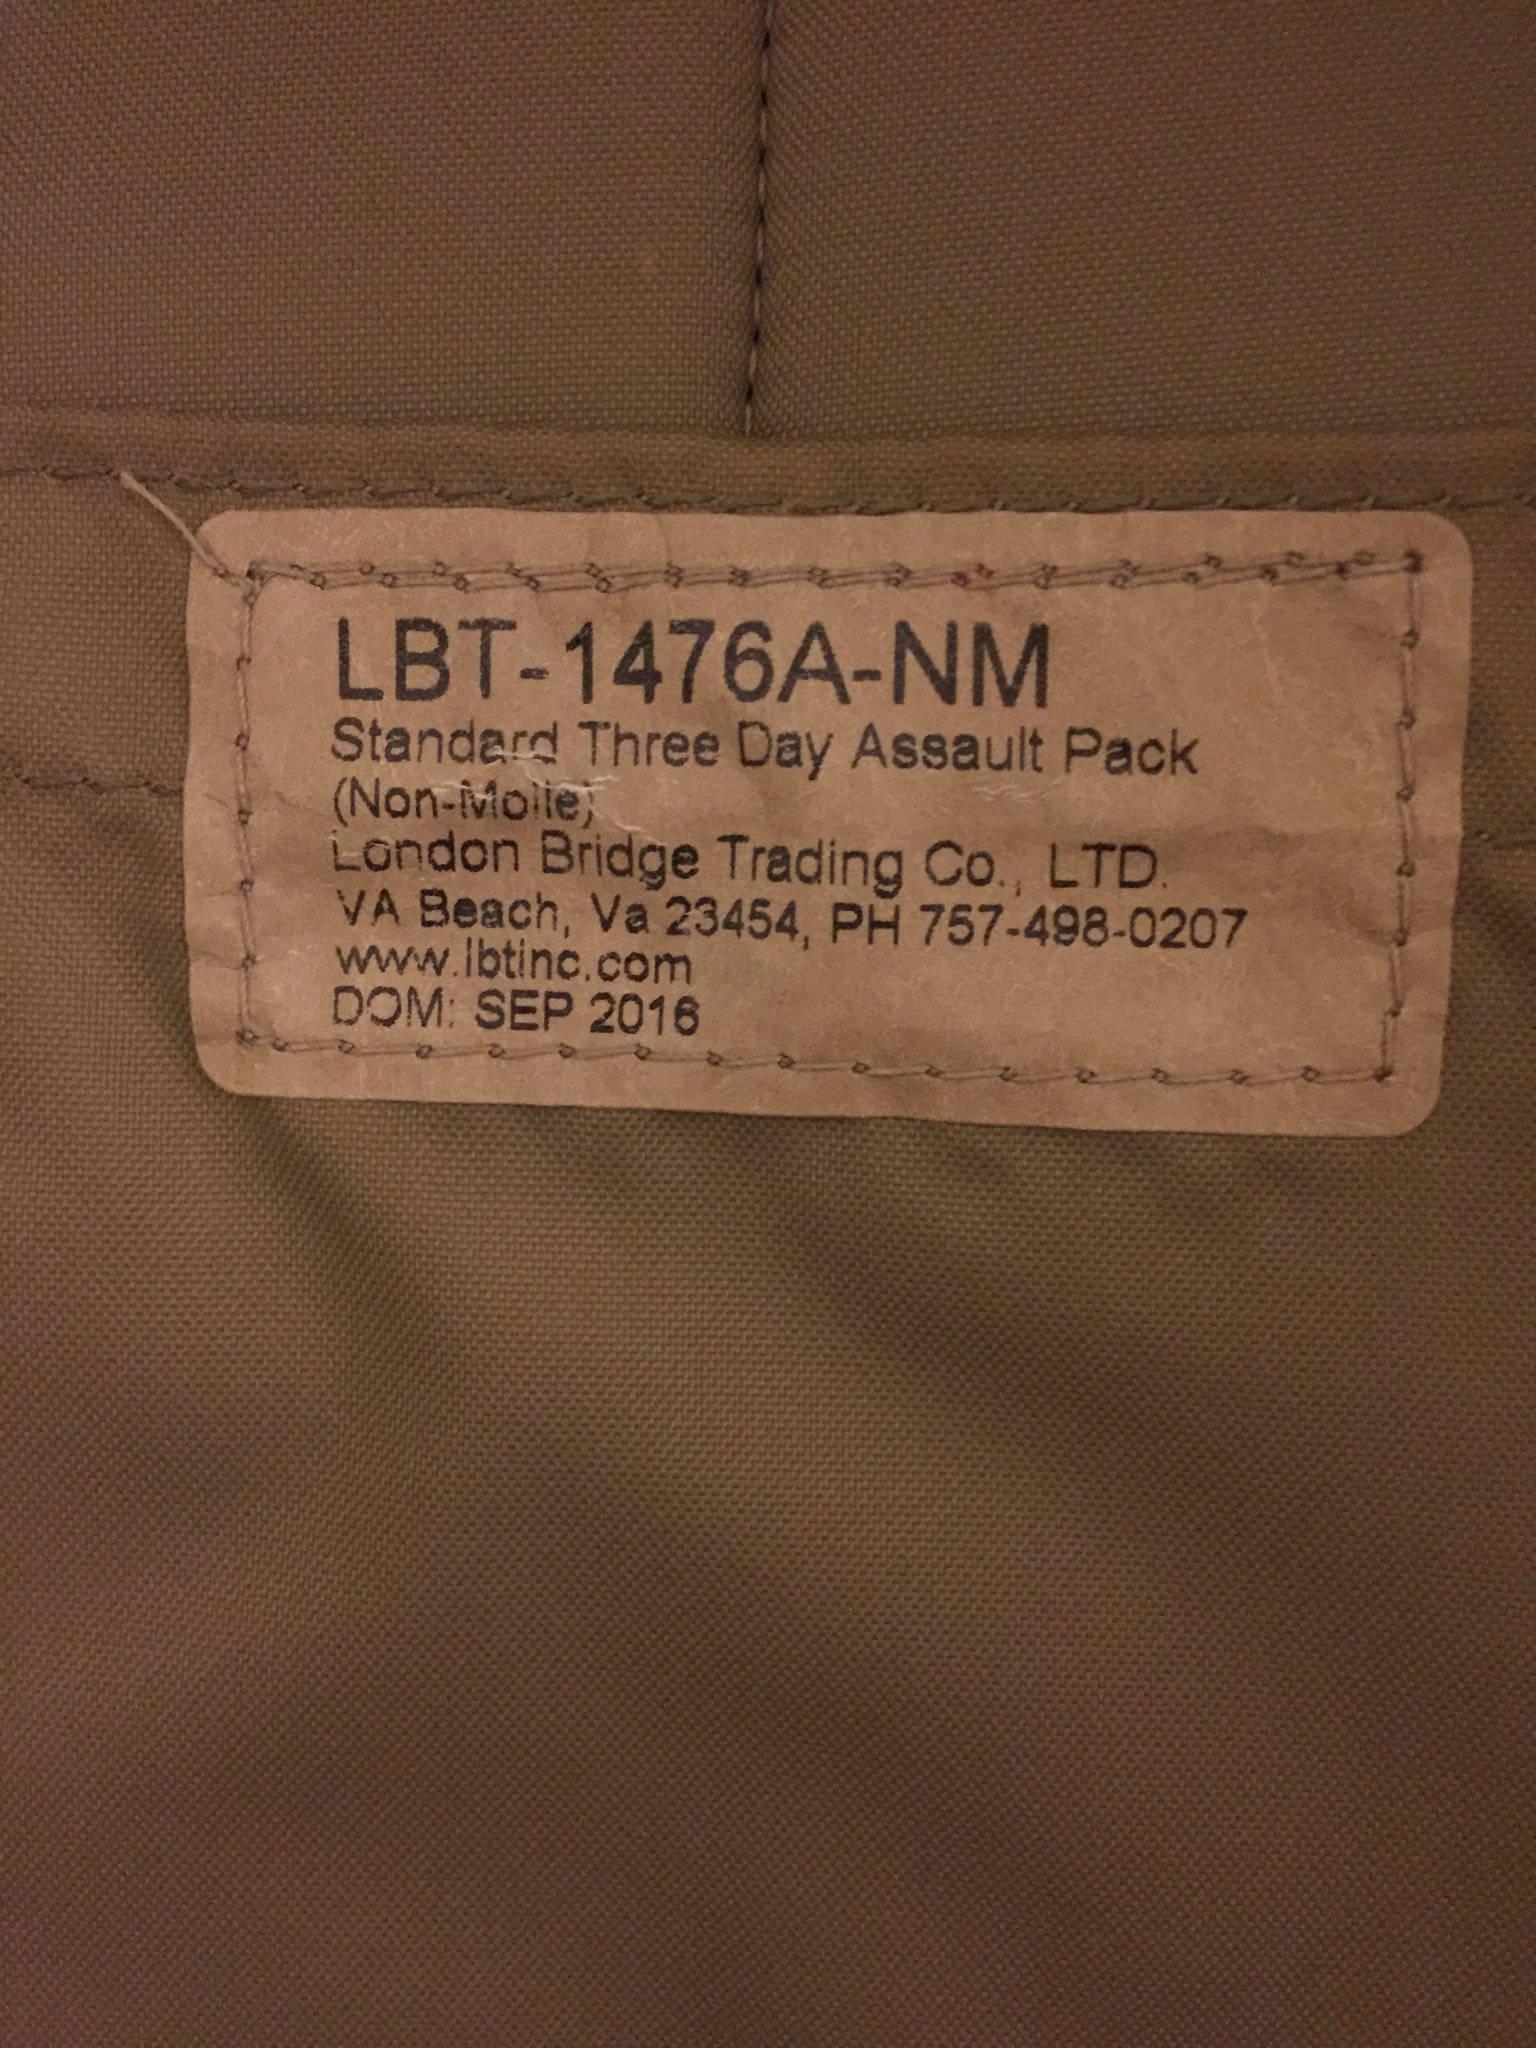 LBT-1476A-NM
Standard Three Day Assault Pack
(Non-Molle)
London Bridge Trading Co., LTD.
VA Beach, Va 23454, PH 757-498-0207
www.lbtinc.com
DOM: SEP 2016